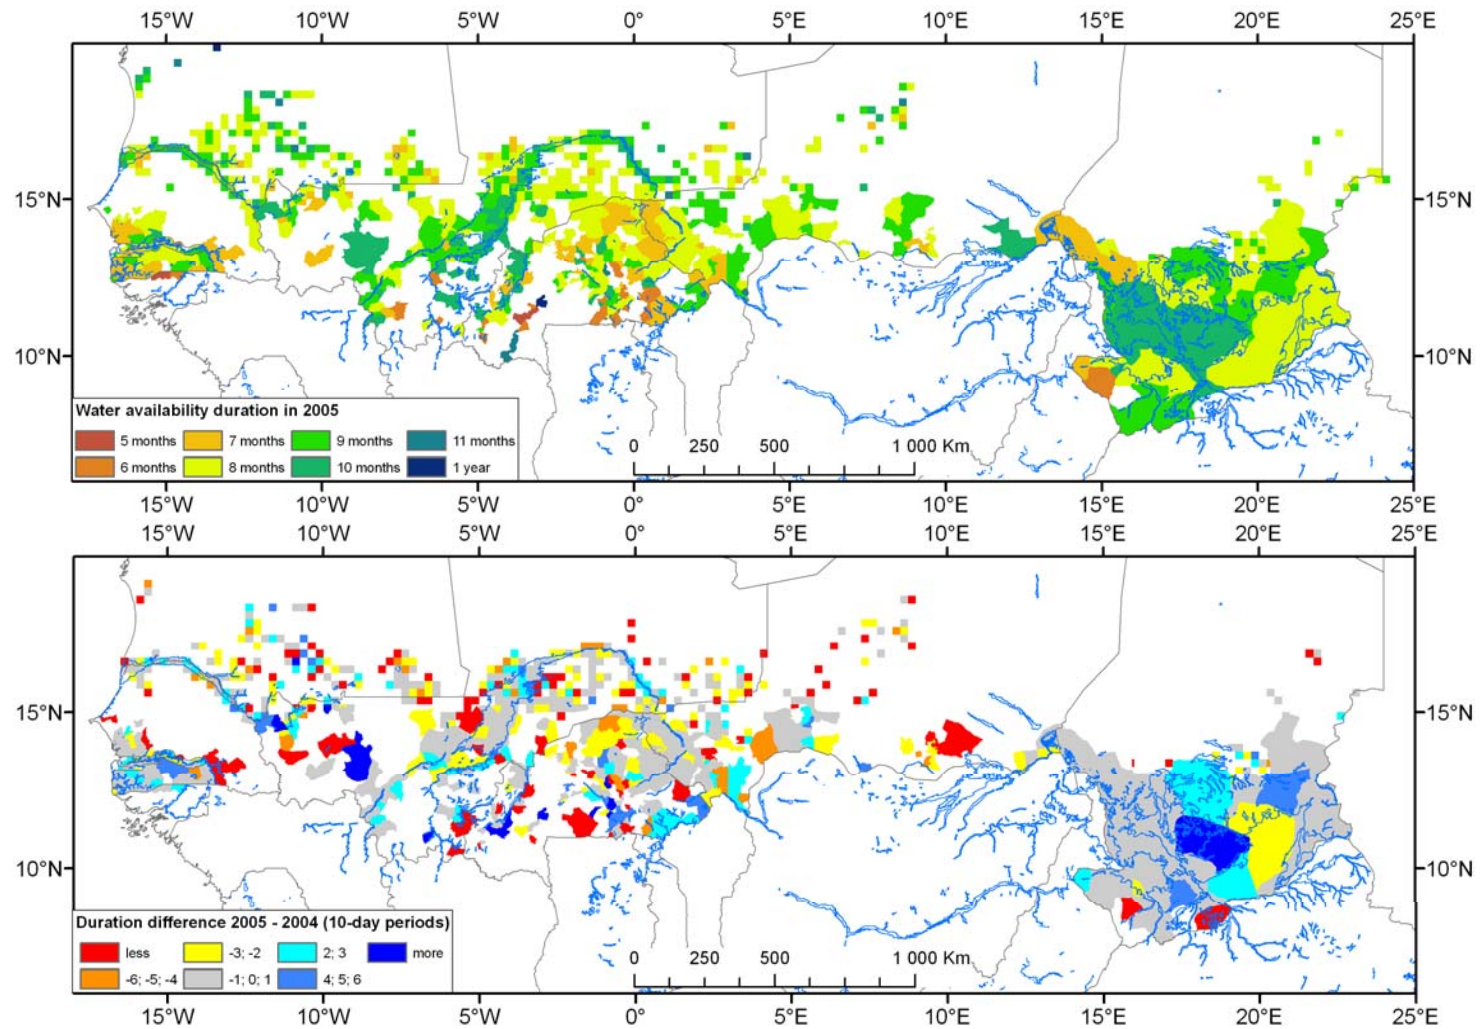 15°W 10°W 5°W 0° 5°E 10°E 15°E 20°E 25°E
15°N 15°N
10°N 10°N
Water availability duration in 2005
5 months 7 months 9 months 11 months
6 months 8 months 10 months 1 year
0 250 500 1000 Km
15°W 10°W 5°W 0° 5°E 10°E 15°E 20°E 25°E
15°W 10°W 5°W 0° 5°E 10°E 15°E 20°E 25°E
15°N 15°N
10°N 10°N
Duration difference 2005 - 2004 (10-day periods)
less -3; -2 2; 3 more
-6; -5; -4 -1; 0; 1 4; 5; 6
0 250 500 1000 Km
15°W 10°W 5°W 0° 5°E 10°E 15°E 20°E 25°E